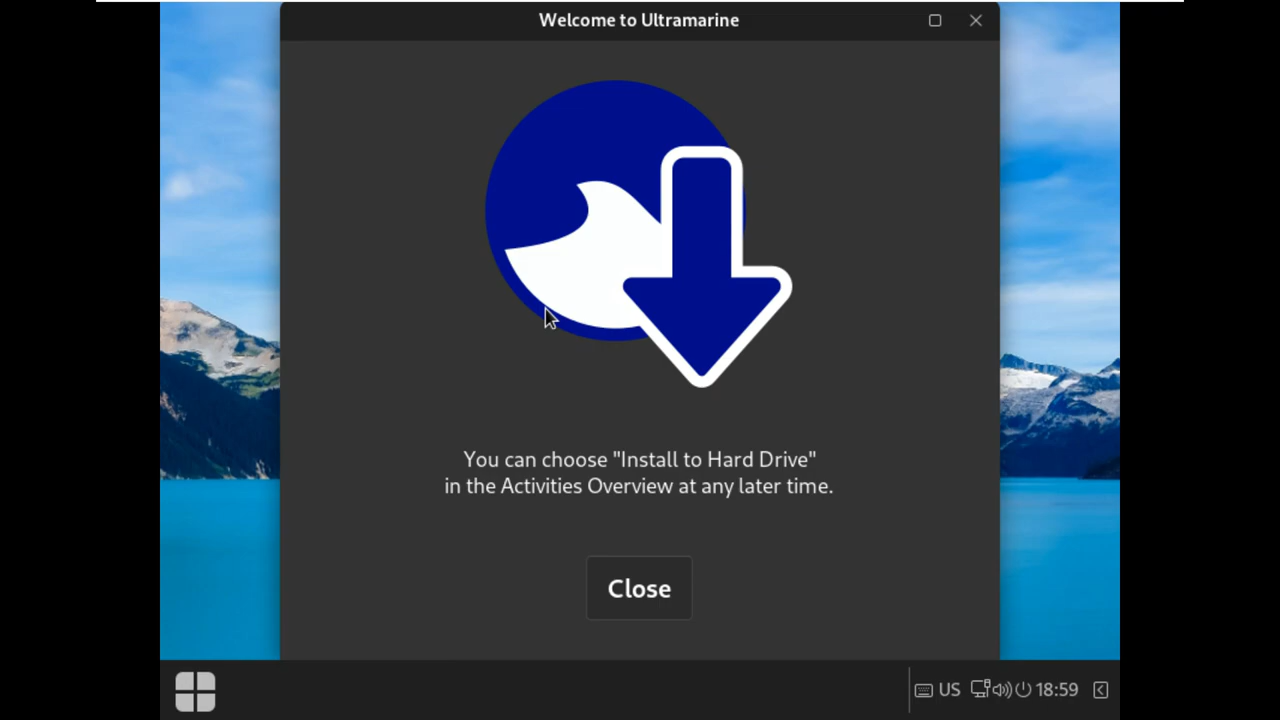 Welcome to Ultramarine
You can choose "Install to Hard Drive"
in the Activities Overview at any later time.
Close
US 18:59